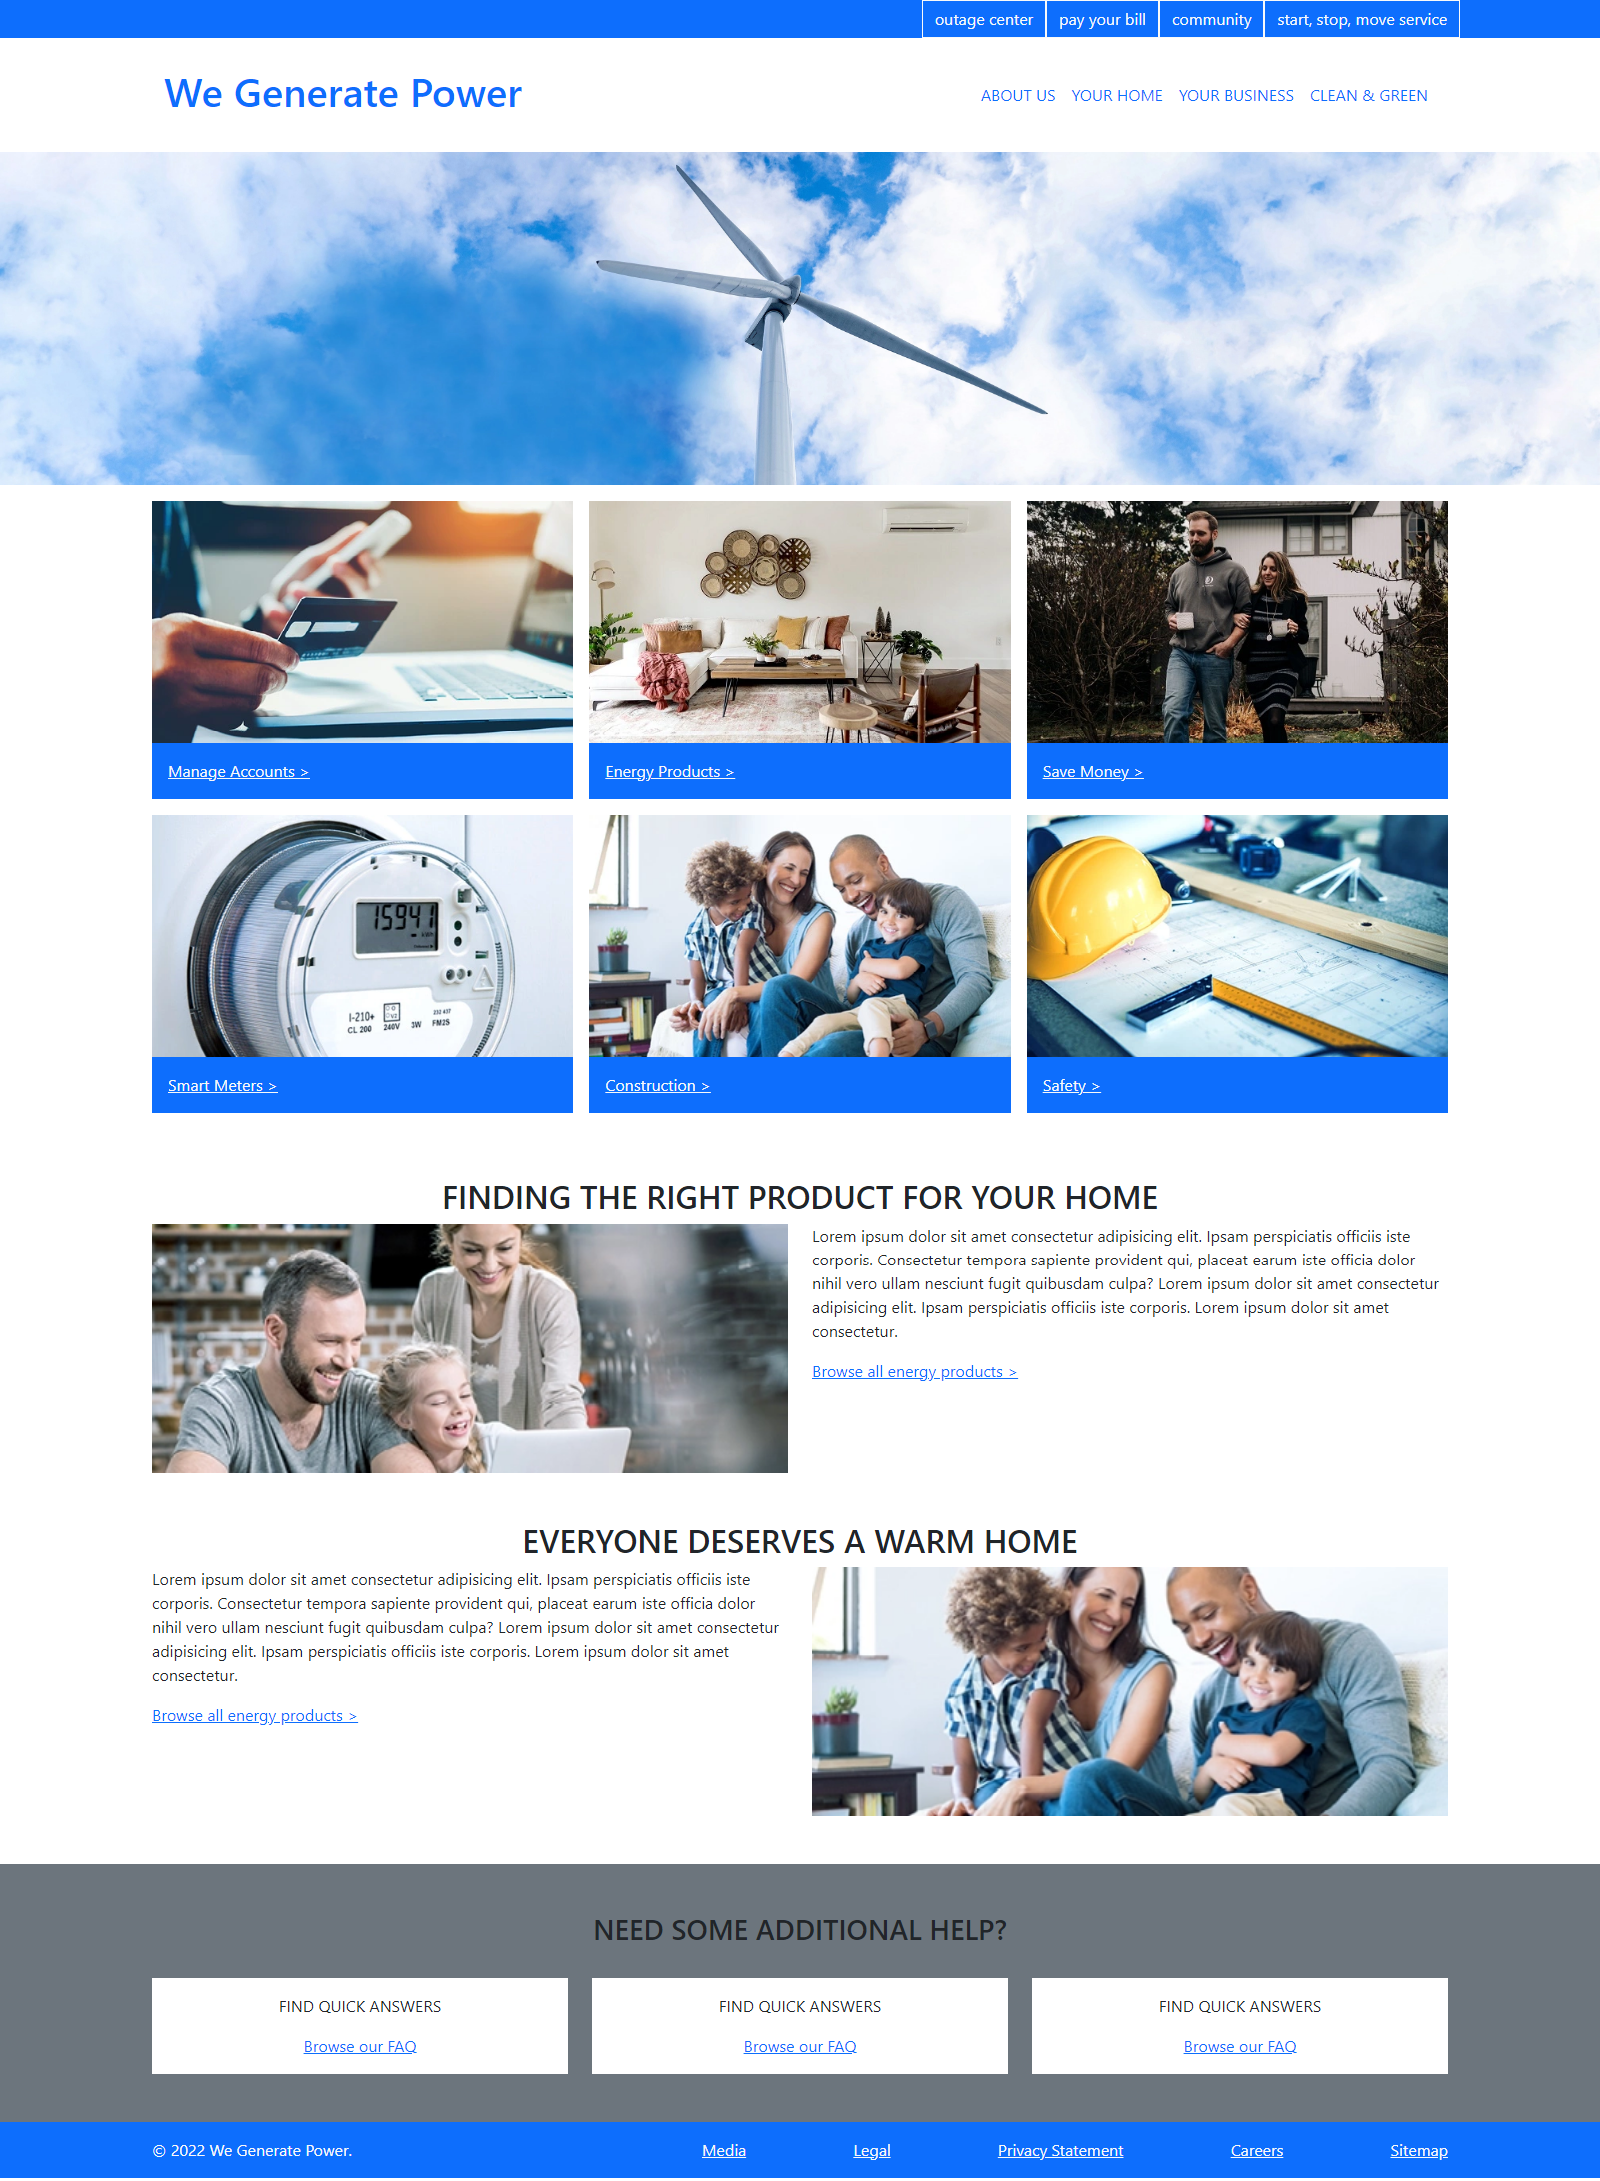 outage center pay your bill community start, stop, move service
We Generate Power
ABOUT US YOUR HOME YOUR BUSINESS CLEAN & GREEN
Manage Accounts >
Energy Products >
Save Money >
15941
I-210+
CL 200 240V 3W FM2S
Smart Meters >
Construction >
Safety >
FINDING THE RIGHT PRODUCT FOR YOUR HOME
Lorem ipsum dolor sit amet consectetur adipisicing elit. Ipsam perspiciatis officiis iste
corporis. Consectetur tempora sapiente provident qui, placeat earum iste officia dolor
nihil vero ullam nesciunt fugit quibusdam culpa? Lorem ipsum dolor sit amet consectetur
adipisicing elit. Ipsam perspiciatis officiis iste corporis. Lorem ipsum dolor sit amet
consectetur.
Browse all energy products >
EVERYONE DESERVES A WARM HOME
Lorem ipsum dolor sit amet consectetur adipisicing elit. Ipsam perspiciatis officiis iste
corporis. Consectetur tempora sapiente provident qui, placeat earum iste officia dolor
nihil vero ullam nesciunt fugit quibusdam culpa? Lorem ipsum dolor sit amet consectetur
adipisicing elit. Ipsam perspiciatis officiis iste corporis. Lorem ipsum dolor sit amet
consectetur.
Browse all energy products >
NEED SOME ADDITIONAL HELP?
FIND QUICK ANSWERS
Browse our FAQ
FIND QUICK ANSWERS
Browse our FAQ
FIND QUICK ANSWERS
Browse our FAQ
© 2022 We Generate Power. Media Legal Privacy Statement Careers Sitemap